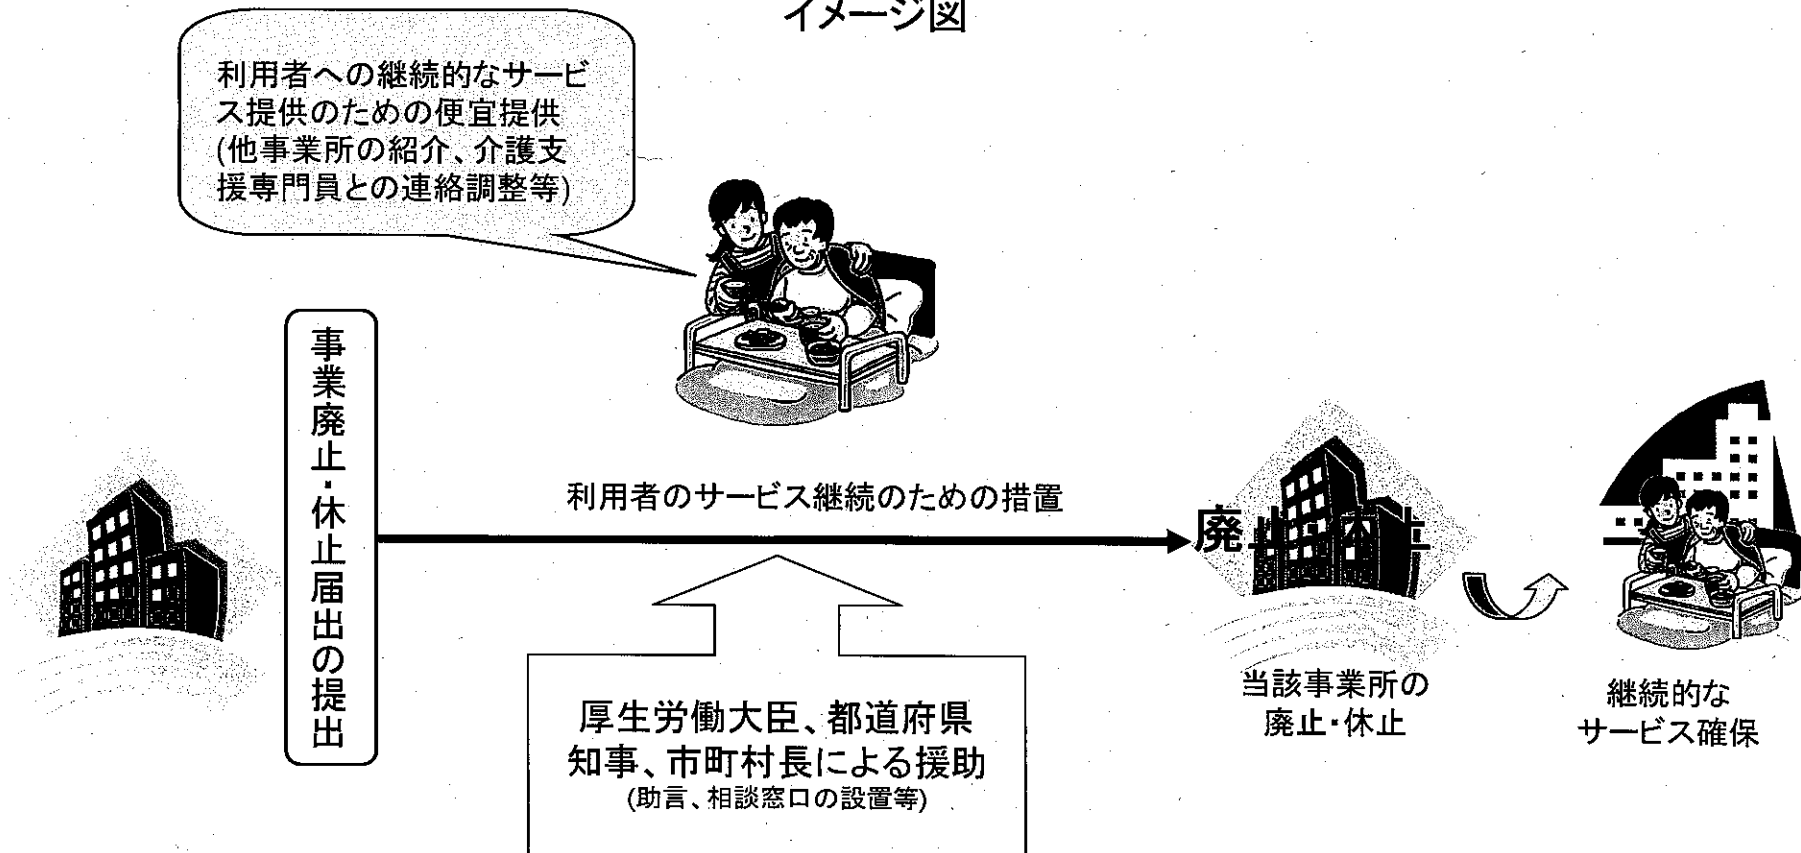 イメージ図
利用者への継続的なサービ
ス提供のための便宜提供
(他事業所の紹介、介護支
援専門員との連絡調整等)
事業廃止・休止届出の提出
利用者のサービス継続のための措置
廃止・休止
厚生労働大臣、都道府県
知事、市町村長による援助
(助言、相談窓口の設置等)
当該事業所の
廃止・休止
継続的な
サービス確保